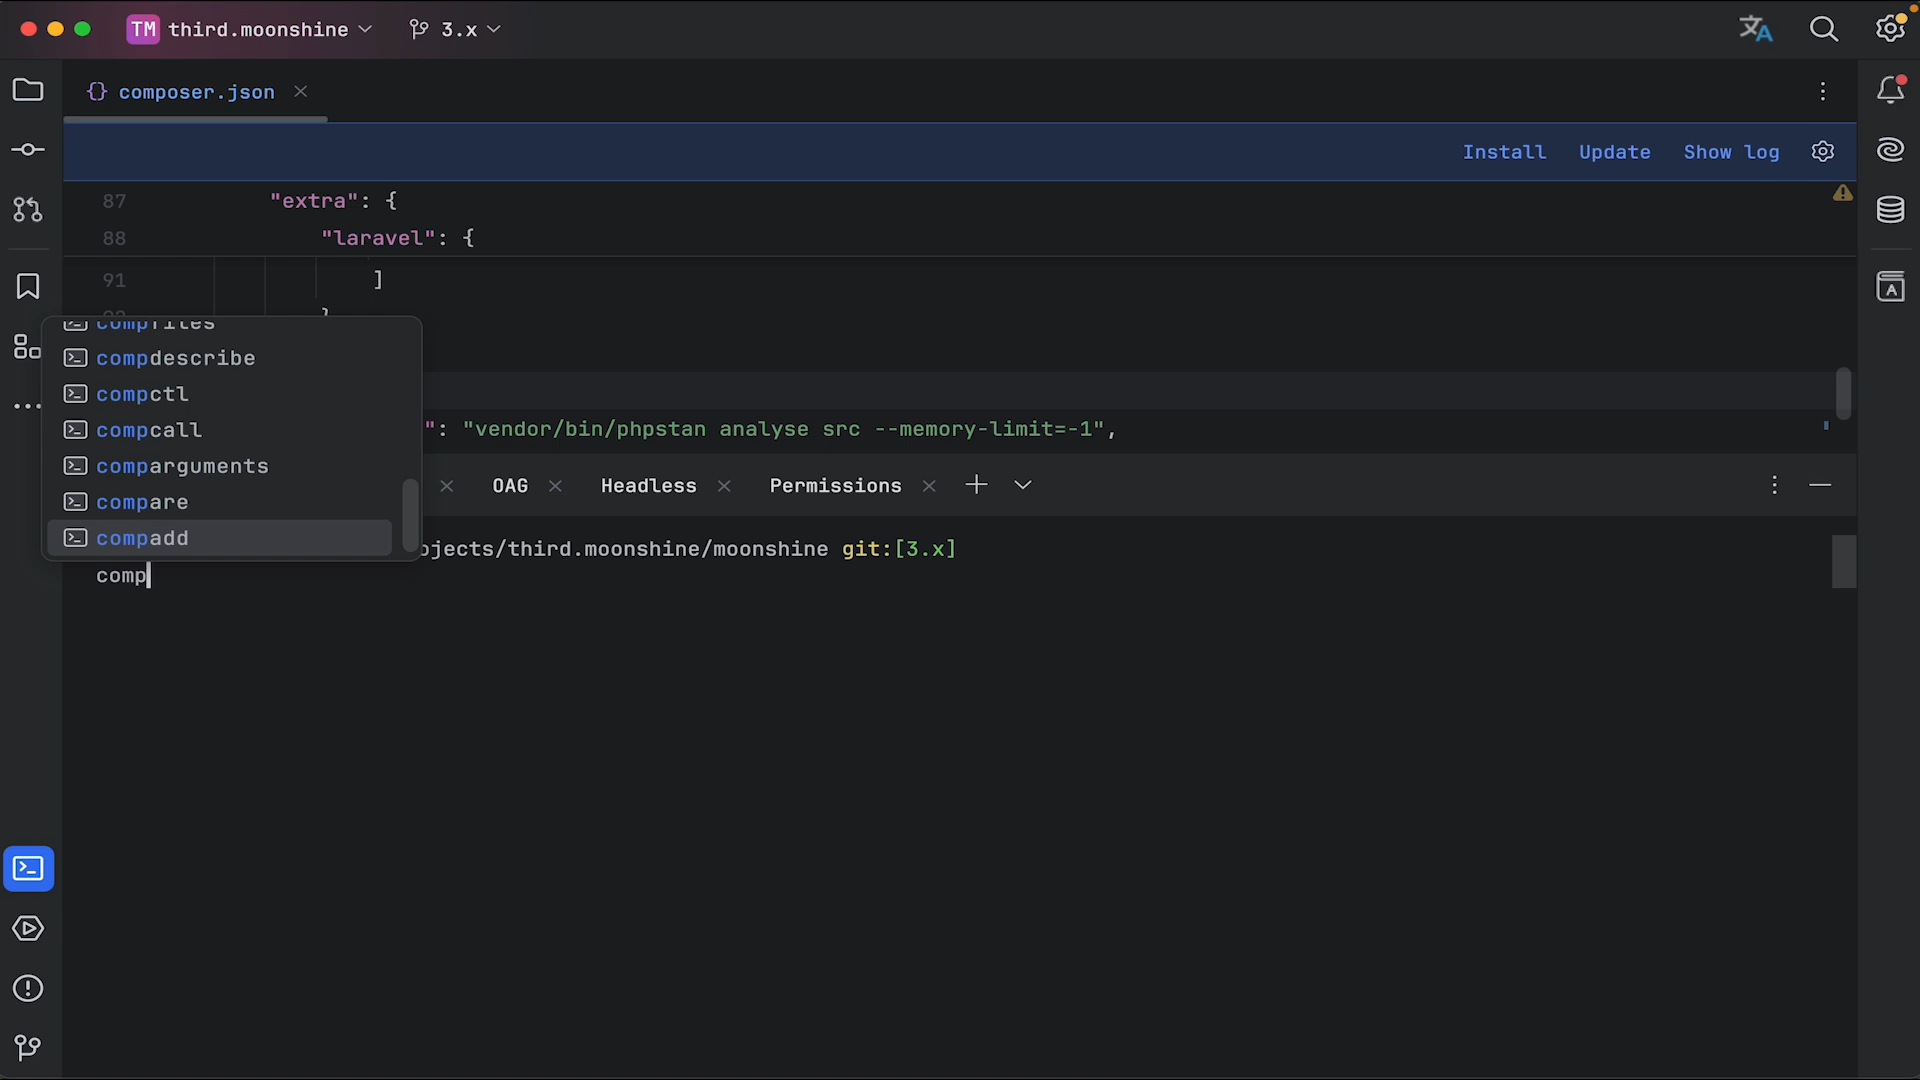 TM third.moonshine 3.x
{} composer.json
Install Update Show log
87 "extra": {
88 "laravel": {
91 ]
}
compfiles
compdescribe
compctl
compcall
": "vendor/bin/phpstan analyse src --memory-limit=-1",
comparguments
OAG Headless Permissions
compare
compadd
ojects/third.moonshine/moonshine git:[3.x]
comp